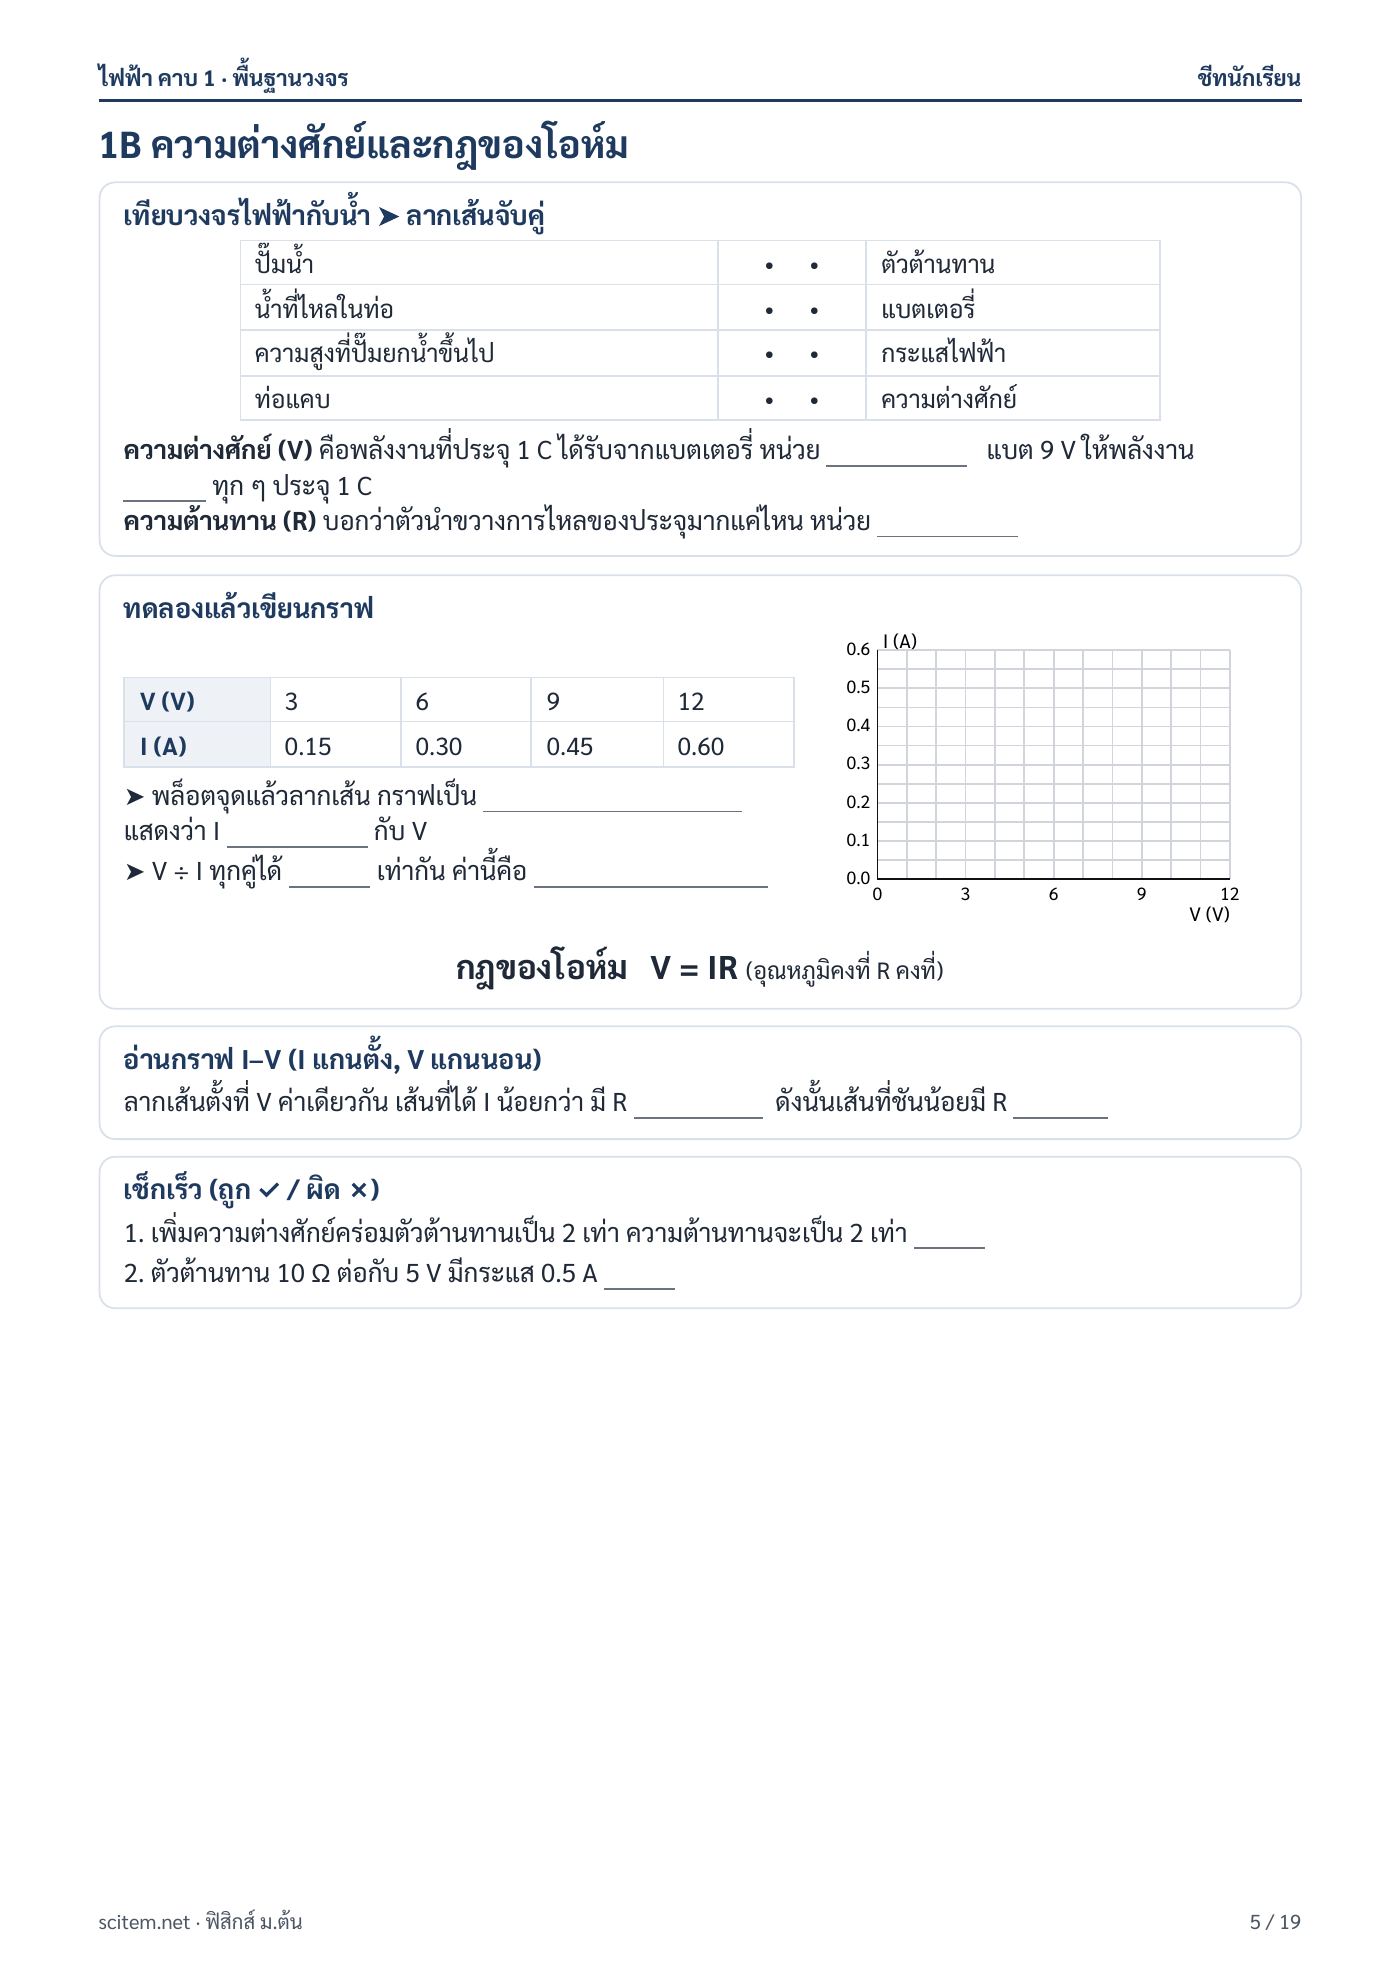 ไฟฟ้า คาบ 1 · พื้นฐานวงจร
ชีทนักเรียน
1B ความต่างศักย์และกฎของโอห์ม
เทียบวงจรไฟฟ้ากับน้ำ ➤ ลากเส้นจับคู่
ปั๊มน้ำ • • ตัวต้านทาน
น้ำที่ไหลในท่อ • • แบตเตอรี่
ความสูงที่ปั๊มยกน้ำขึ้นไป • • กระแสไฟฟ้า
ท่อแคบ • • ความต่างศักย์
ความต่างศักย์ (V) คือพลังงานที่ประจุ 1 C ได้รับจากแบตเตอรี่ หน่วย __________ แบต 9 V ให้พลังงาน
______ ทุก ๆ ประจุ 1 C
ความต้านทาน (R) บอกว่าตัวนำขวางการไหลของประจุมากแค่ไหน หน่วย __________
ทดลองแล้วเขียนกราฟ
V (V) 3 6 9 12
I (A) 0.15 0.30 0.45 0.60
➤ พล็อตจุดแล้วลากเส้น กราฟเป็น __________________
แสดงว่า I __________ กับ V
➤ V ÷ I ทุกคู่ได้ ______ เท่ากัน ค่านี้คือ ________________
I (A)
0.6
0.5
0.4
0.3
0.2
0.1
0.0
0 3 6 9 12
V (V)
กฎของโอห์ม V = IR (อุณหภูมิคงที่ R คงที่)
อ่านกราฟ I–V (I แกนตั้ง, V แกนนอน)
ลากเส้นตั้งที่ V ค่าเดียวกัน เส้นที่ได้ I น้อยกว่า มี R _________ ดังนั้นเส้นที่ชันน้อยมี R _______
เช็กเร็ว (ถูก ✓ / ผิด ✗)
1. เพิ่มความต่างศักย์คร่อมตัวต้านทานเป็น 2 เท่า ความต้านทานจะเป็น 2 เท่า _____
2. ตัวต้านทาน 10 Ω ต่อกับ 5 V มีกระแส 0.5 A _____
scitem.net · ฟิสิกส์ ม.ต้น
5 / 19